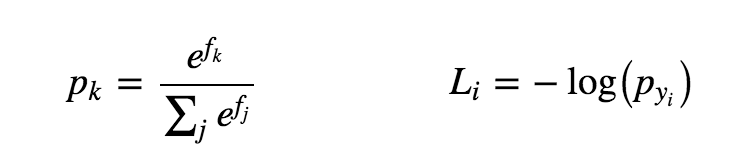 p_k = e^{f_k} / ∑_j e^{f_j}    L_i = − log(p_{y_i})